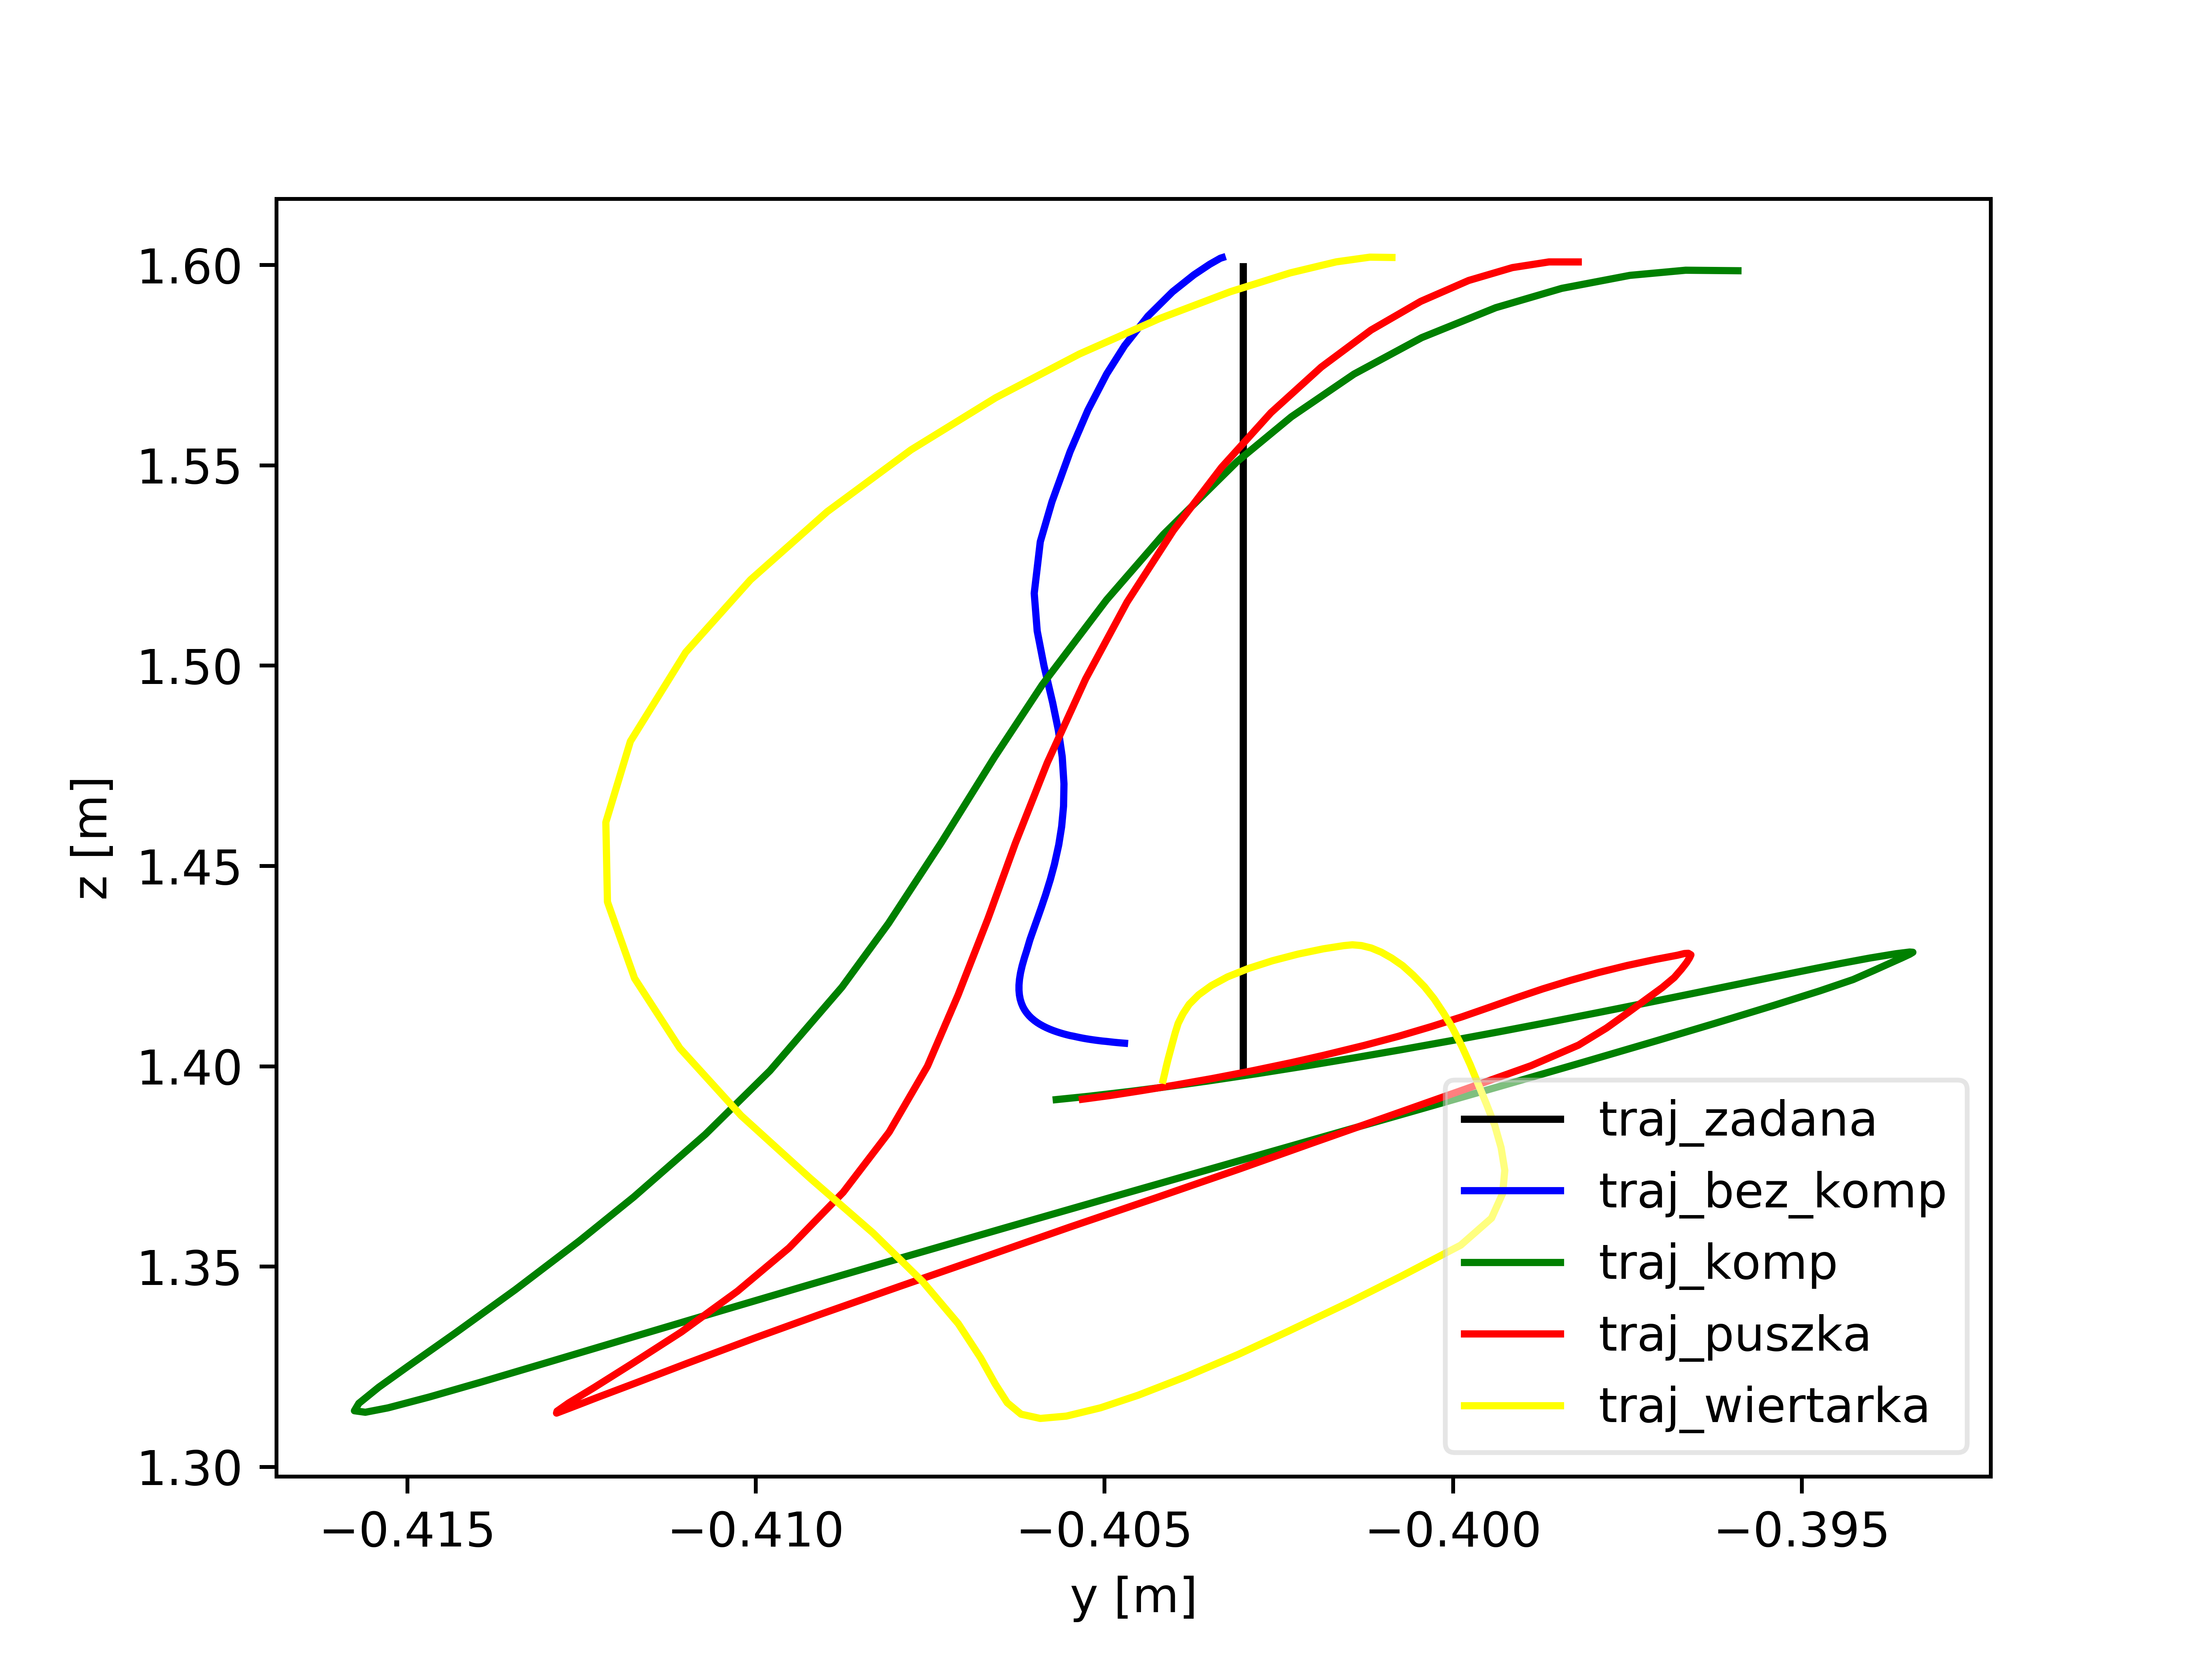 1.60
1.55
1.50
1.45
1.40
1.35
1.30
z [m]
−0.415 −0.410 −0.405 −0.400 −0.395
y [m]
traj_zadana
traj_bez_komp
traj_komp
traj_puszka
traj_wiertarka